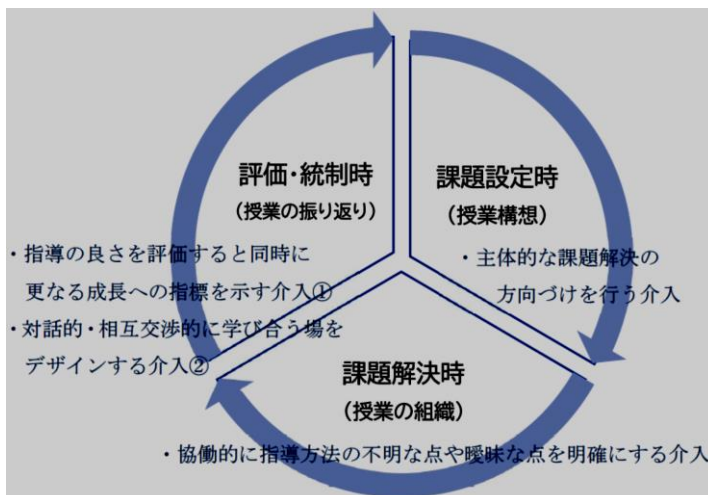 評価・統制時
(授業の振り返り)
・指導の良さを評価すると同時に
更なる成長への指標を示す介入①
・対話的・相互交渉的に学び合う場を
デザインする介入②
課題設定時
(授業構想)
・主体的な課題解決の
方向づけを行う介入
課題解決時
(授業の組織)
・協働的に指導方法の不明な点や曖昧な点を明確にする介入